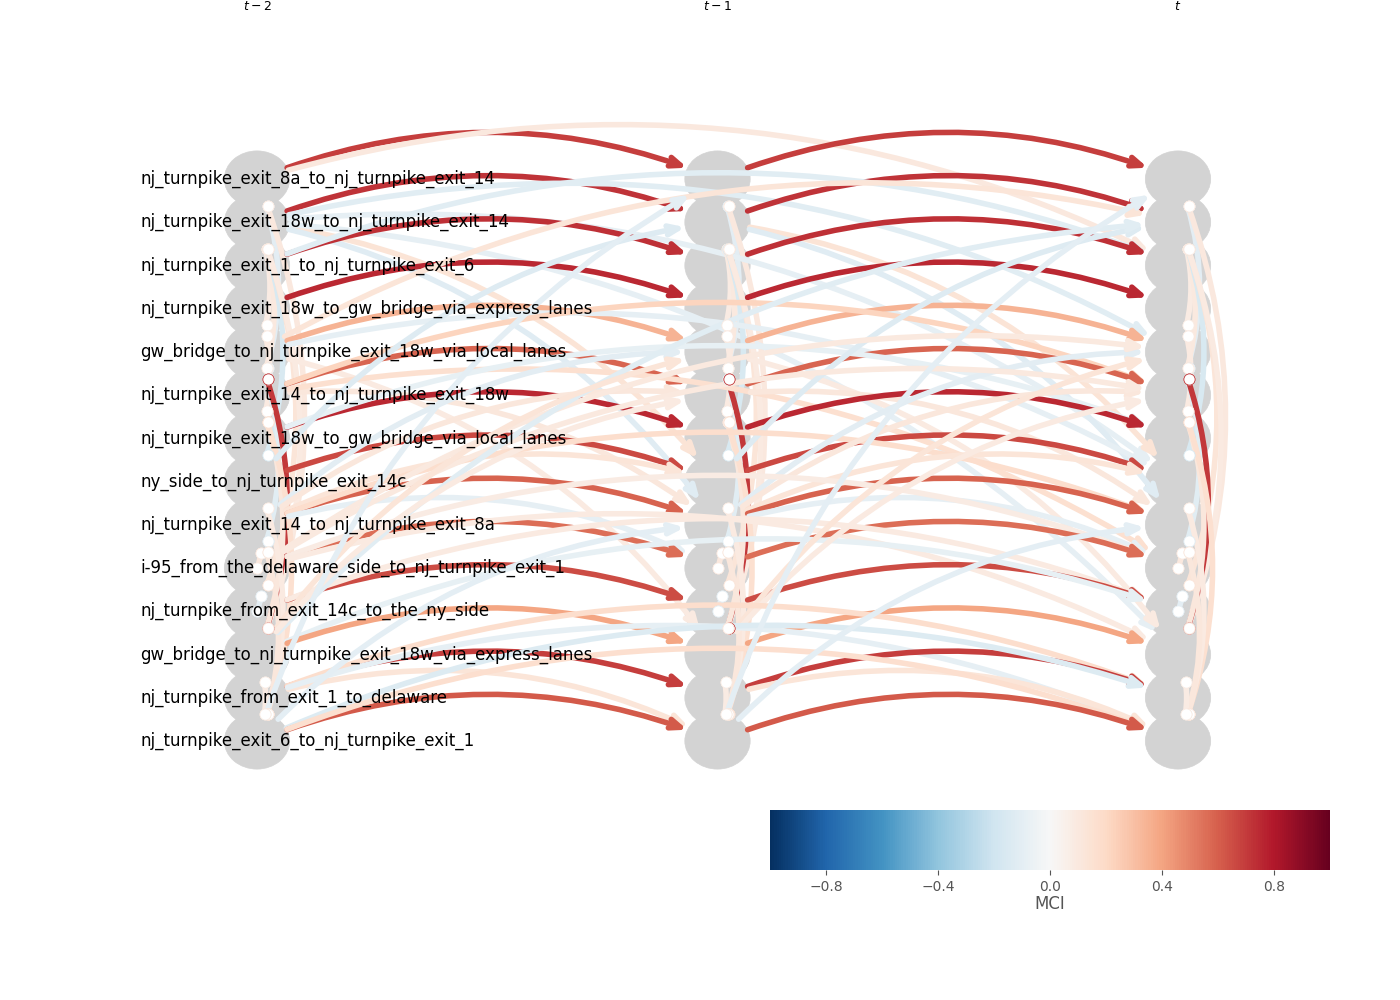 t − 2 t − 1 t
nj_turnpike_exit_8a_to_nj_turnpike_exit_14
nj_turnpike_exit_18w_to_nj_turnpike_exit_14
nj_turnpike_exit_1_to_nj_turnpike_exit_6
nj_turnpike_exit_18w_to_gw_bridge_via_express_lanes
gw_bridge_to_nj_turnpike_exit_18w_via_local_lanes
nj_turnpike_exit_14_to_nj_turnpike_exit_18w
nj_turnpike_exit_18w_to_gw_bridge_via_local_lanes
ny_side_to_nj_turnpike_exit_14c
nj_turnpike_exit_14_to_nj_turnpike_exit_8a
i-95_from_the_delaware_side_to_nj_turnpike_exit_1
nj_turnpike_from_exit_14c_to_the_ny_side
gw_bridge_to_nj_turnpike_exit_18w_via_express_lanes
nj_turnpike_from_exit_1_to_delaware
nj_turnpike_exit_6_to_nj_turnpike_exit_1
−0.8 −0.4 0.0 0.4 0.8
MCI